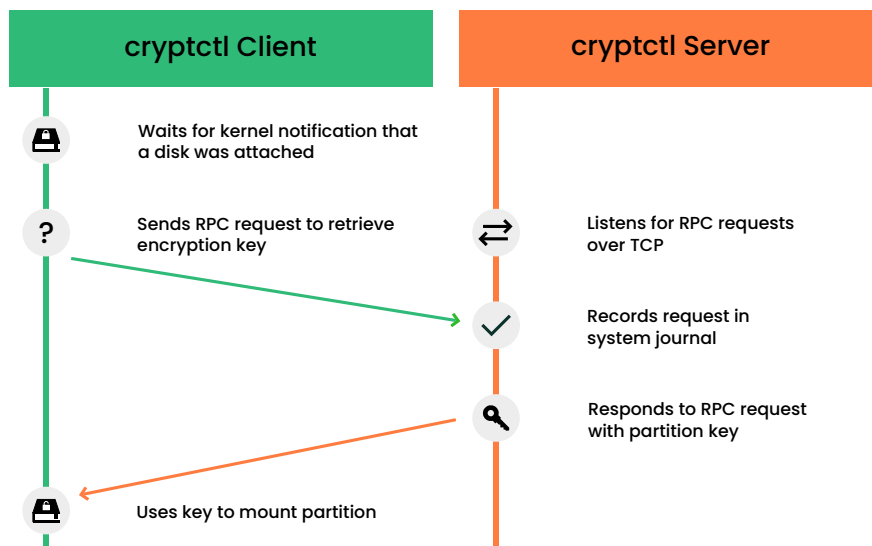 cryptctl Client
cryptctl Server
Waits for kernel notification that
a disk was attached
Sends RPC request to retrieve
encryption key
?
Listens for RPC requests
over TCP
Records request in
system journal
Responds to RPC request
with partition key
Uses key to mount partition